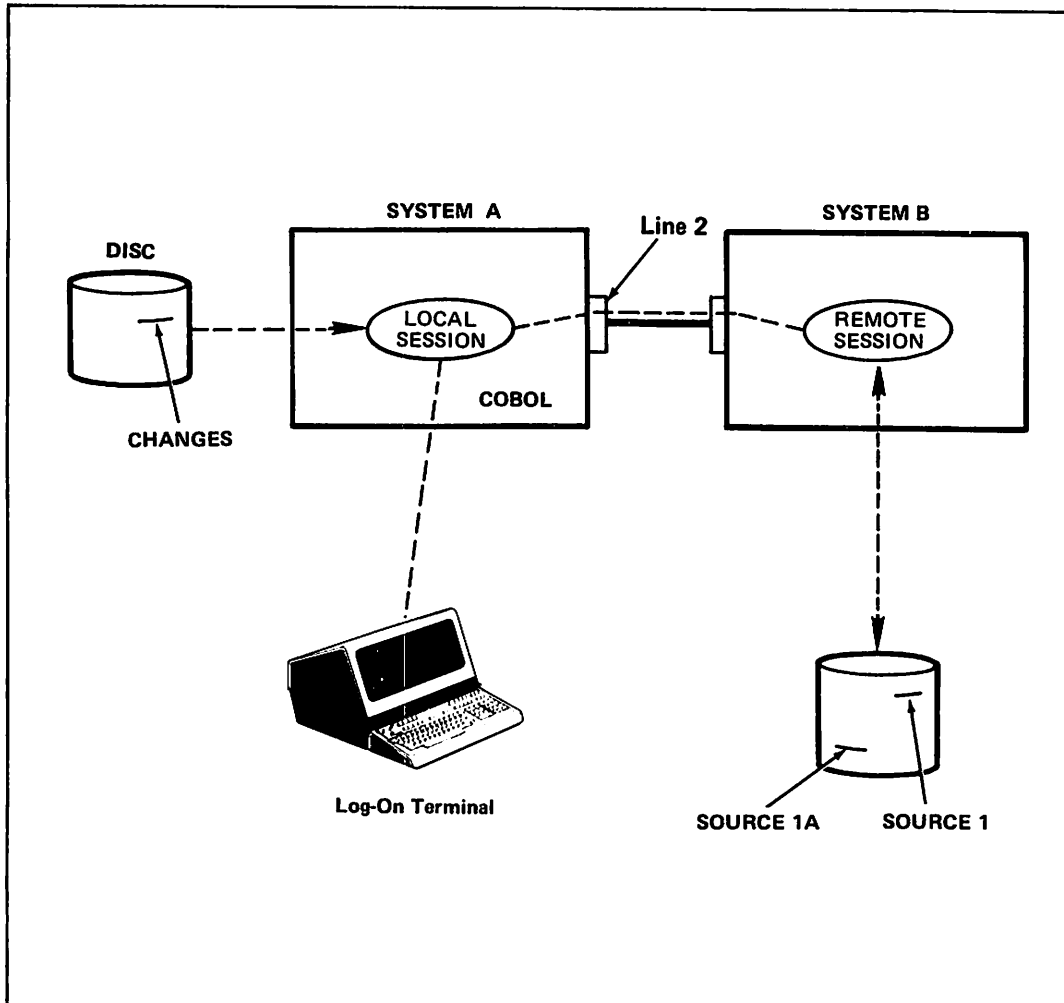 SYSTEM A
SYSTEM B
Line 2
DISC
LOCAL
SESSION
REMOTE
SESSION
COBOL
CHANGES
Log-On Terminal
SOURCE 1A
SOURCE 1